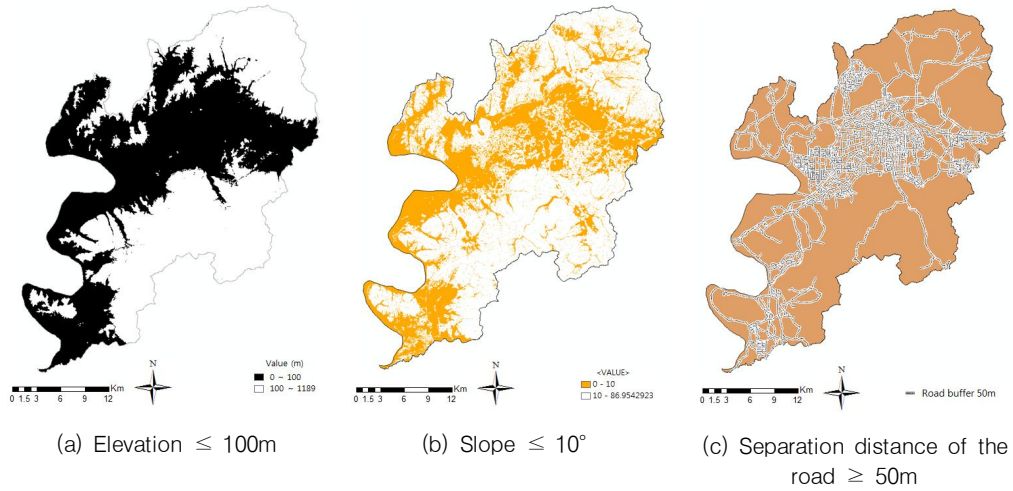 N
Value (m)
0 ~ 100
100 ~ 1189
Km
0 1.5 3 6 9 12
(a) Elevation ≤ 100m
N
<VALUE>
0 - 10
10 - 86.9542923
Km
0 1.5 3 6 9 12
(b) Slope ≤ 10°
N
Road buffer 50m
Km
0 1.5 3 6 9 12
(c) Separation distance of the
road ≥ 50m